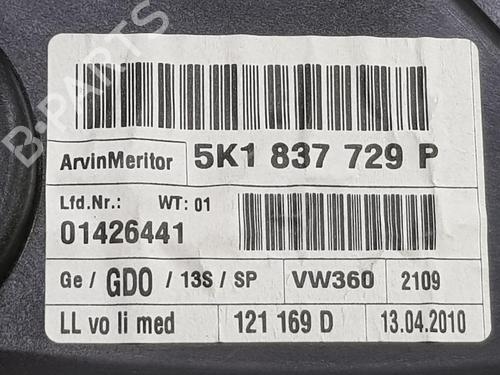 B-PARTS
ArvinMeritor 5K1 837 729 P
Lfd.Nr.: WT: 01
01426441
Ge / GDO / 13S / SP VW360 2109
LL vo li med 121 169 D 13.04.2010